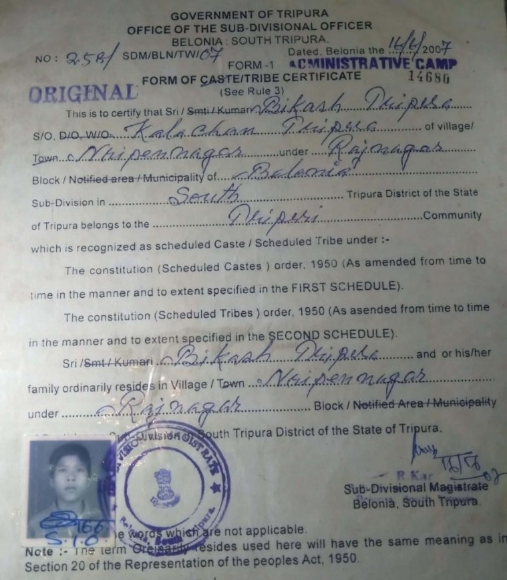 GOVERNMENT OF TRIPURA
OFFICE OF THE SUB-DIVISIONAL OFFICER
BELONIA : SOUTH TRIPURA.
NO : 258/ SDM/BLN/TW/07 Dated. Belonia the 16/6/2007
FORM -1 ADMINISTRATIVE CAMP
FORM OF CASTE/TRIBE CERTIFICATE 14680
ORIGINAL (See Rule 3)
This is to certify that Sri / Smti / Kumari Bikash Tripura
S/O. D/O. W/O. Kalachan Tripura of village/
Town Nripennagar under Rajnagar
Block / Notified area / Municipality of Belonia
Sub-Division in South Tripura District of the State
of Tripura belongs to the Tripuri Community
which is recognized as scheduled Caste / Scheduled Tribe under :-
The constitution (Scheduled Castes ) order, 1950 (As amended from time to
time in the manner and to extent specified in the FIRST SCHEDULE).
The constitution (Scheduled Tribes ) order, 1950 (As asended from time to time
in the manner and to extent specified in the SECOND SCHEDULE).
Sri /Smt / Kumari Bikash Tripura and or his/her
family ordinarily resides in Village / Town Nripennagar
under Rajnagar Block / Notified Area / Municipality
South Tripura District of the State of Tripura.
R. Kar
Sub-Divisional Magistrate
Belonia, South Tripura
the words which are not applicable.
Note :- The term Ordinarily resides used here will have the same meaning as in
Section 20 of the Representation of the peoples Act, 1950.